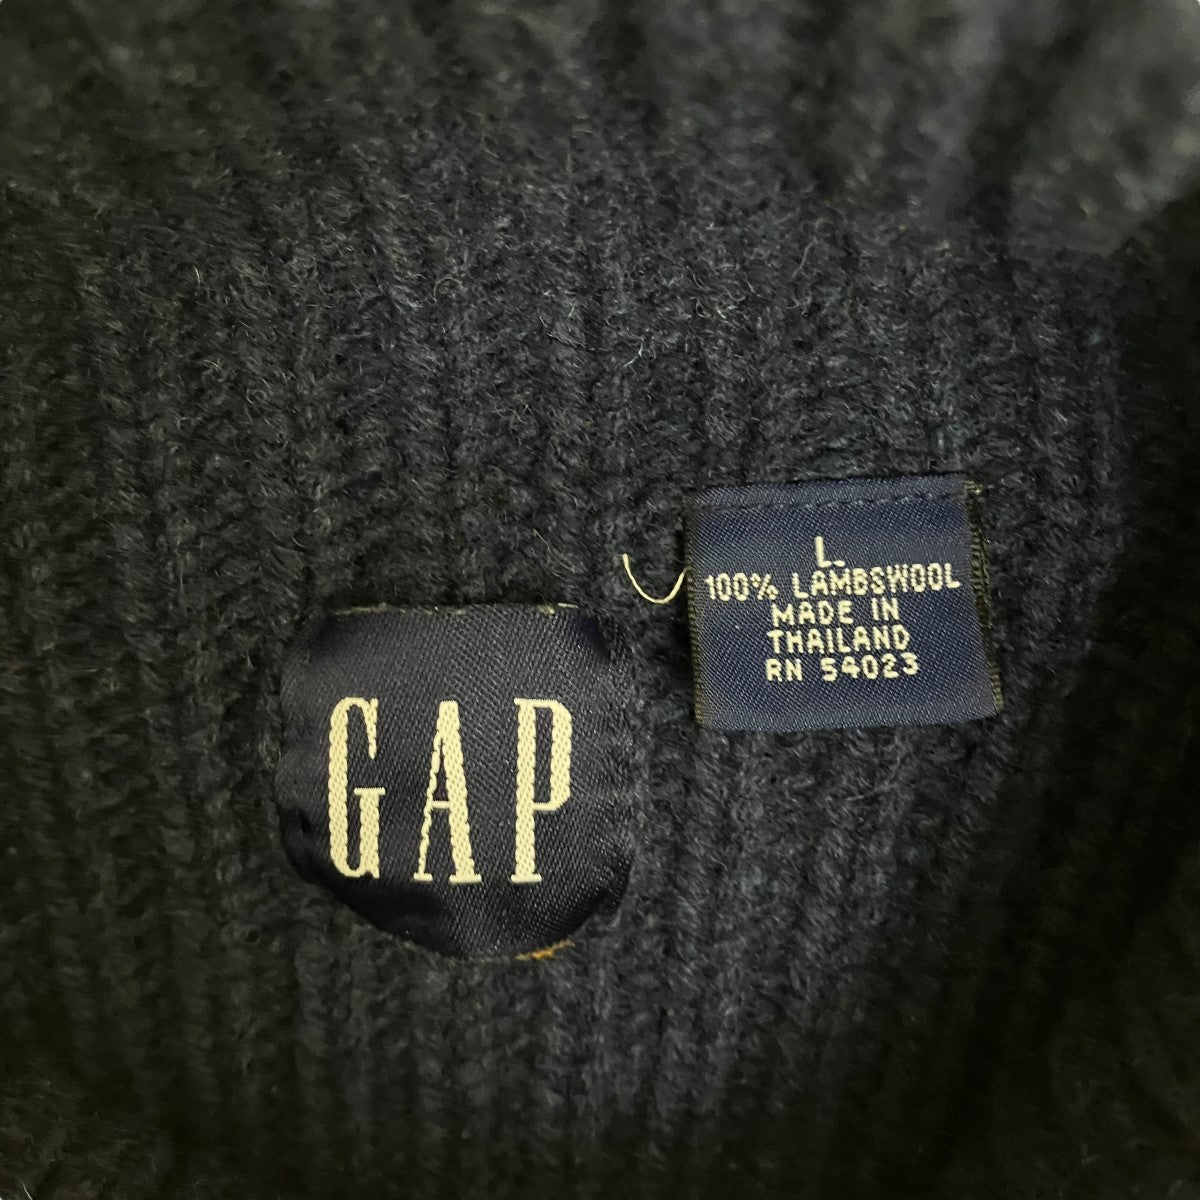 GAP
L.
100% LAMBSWOOL
MADE IN
THAILAND
RN 54023